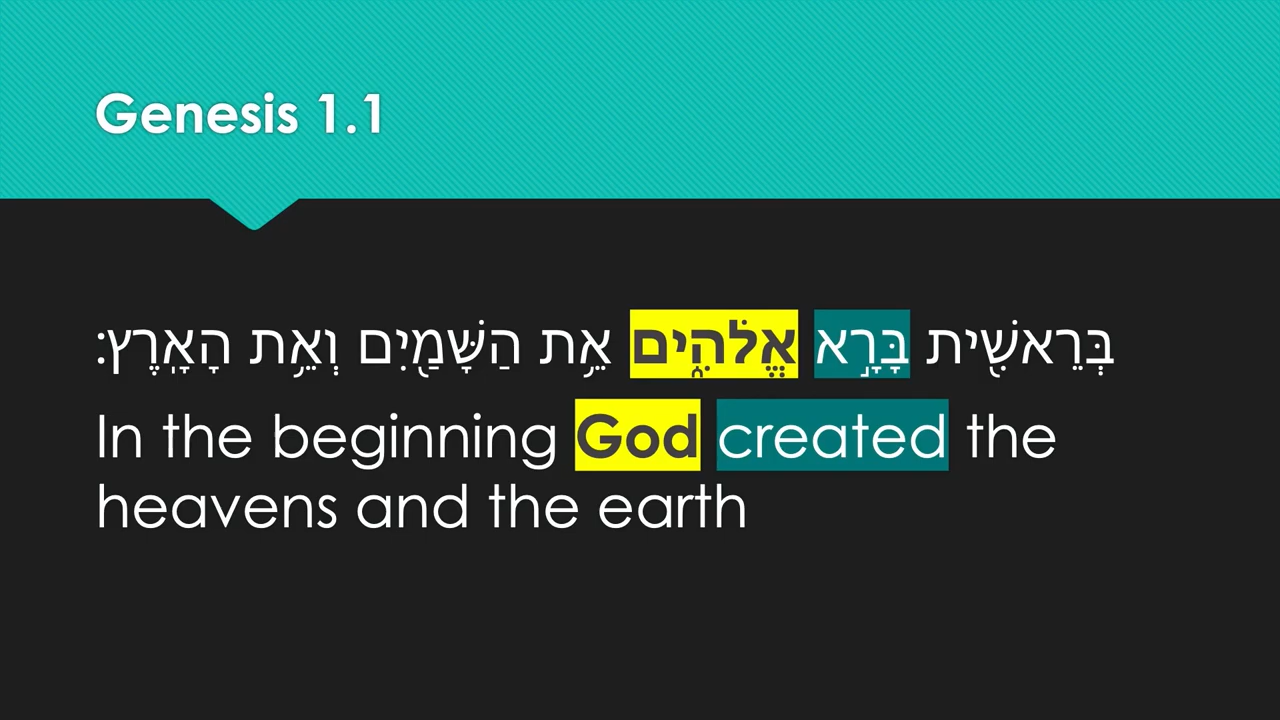 Genesis 1.1
בְּרֵאשִׁ֖ית בָּרָ֣א אֱלֹהִ֑ים אֵ֥ת הַשָּׁמַ֖יִם וְאֵ֥ת הָאָֽרֶץ׃
In the beginning God created the
heavens and the earth